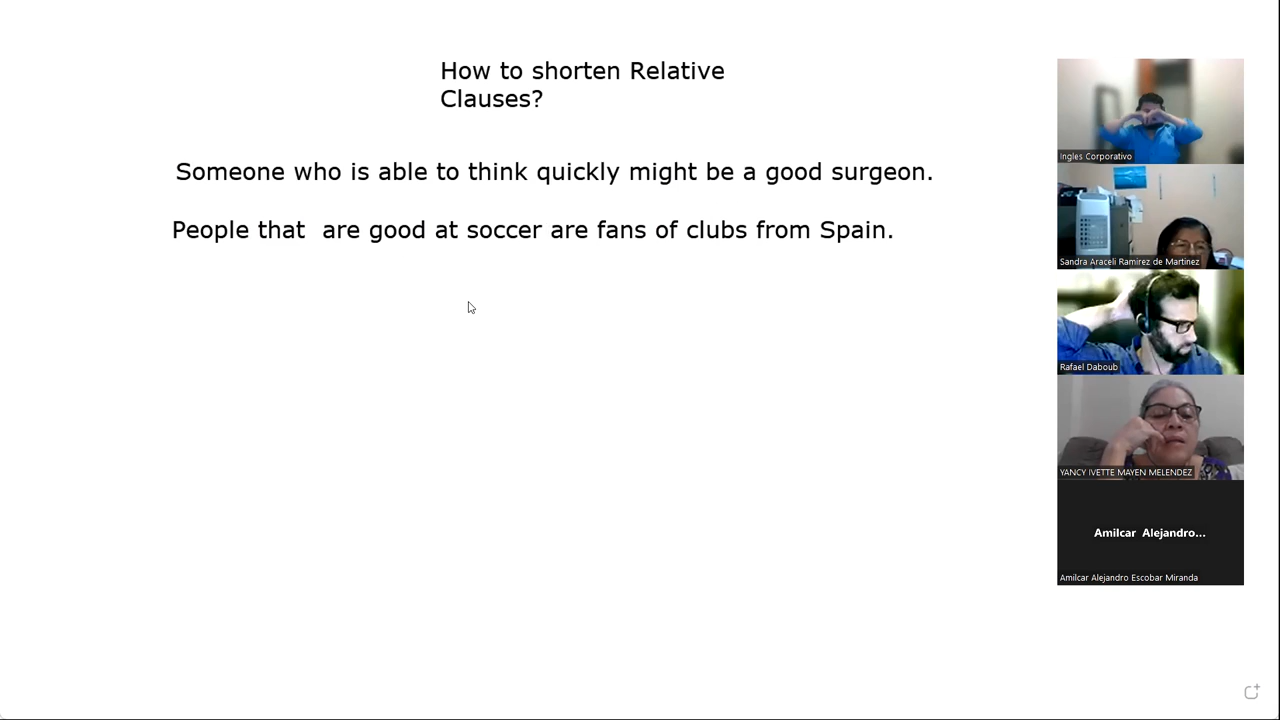 How to shorten Relative
Clauses?
Someone who is able to think quickly might be a good surgeon.
People that  are good at soccer are fans of clubs from Spain.
Ingles Corporativo
Sandra Araceli Ramirez de Martinez
Rafael Daboub
YANCY IVETTE MAYEN MELENDEZ
Amilcar Alejandro...
Amilcar Alejandro Escobar Miranda